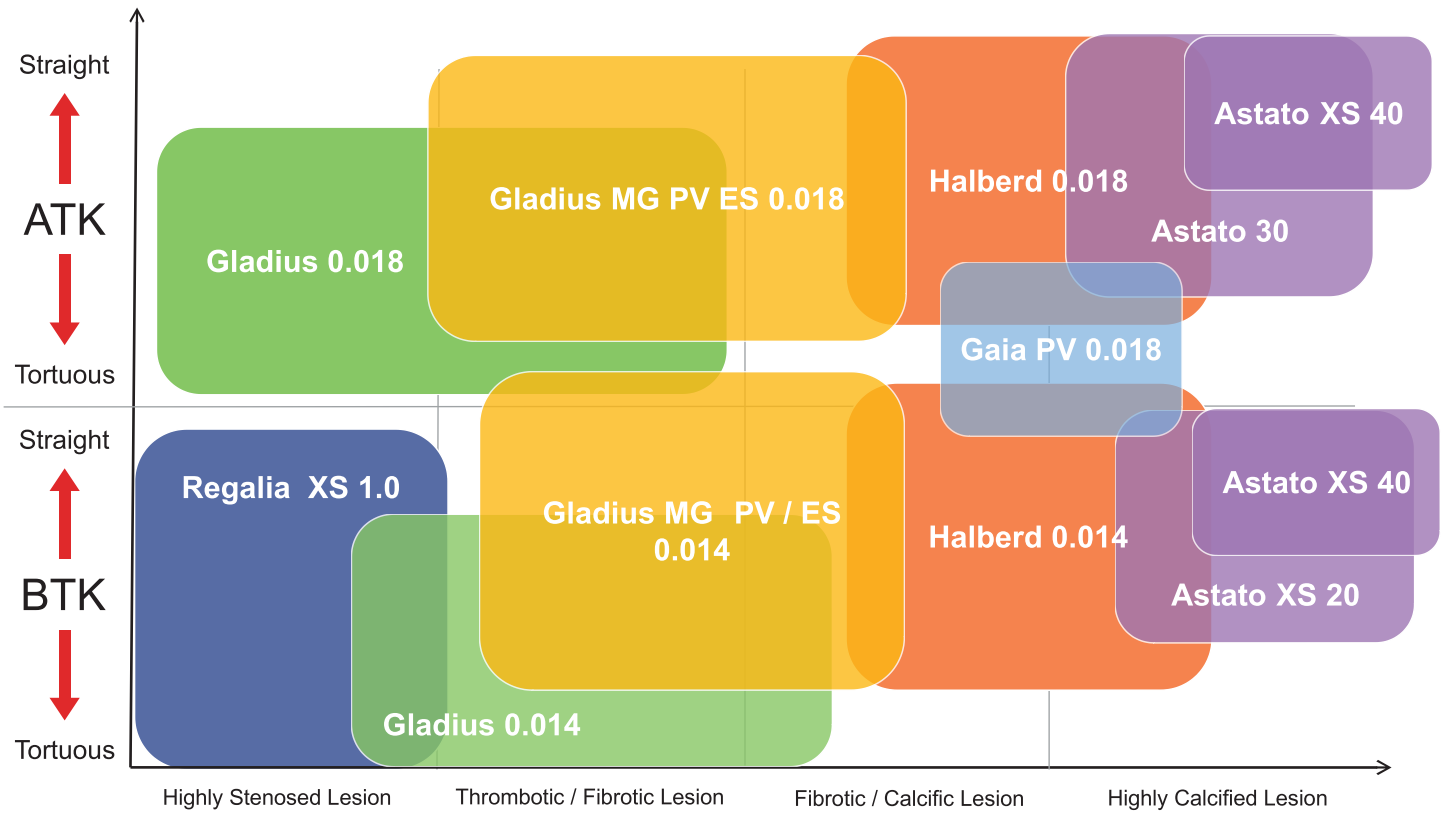 Straight
Astato XS 40
Halberd 0.018
Gladius MG PV ES 0.018
ATK
Astato 30
Gladius 0.018
Gaia PV 0.018
Tortuous
Straight
Regalia XS 1.0
Astato XS 40
Gladius MG PV / ES
0.014
Halberd 0.014
BTK
Astato XS 20
Gladius 0.014
Tortuous
Highly Stenosed Lesion
Thrombotic / Fibrotic Lesion
Fibrotic / Calcific Lesion
Highly Calcified Lesion